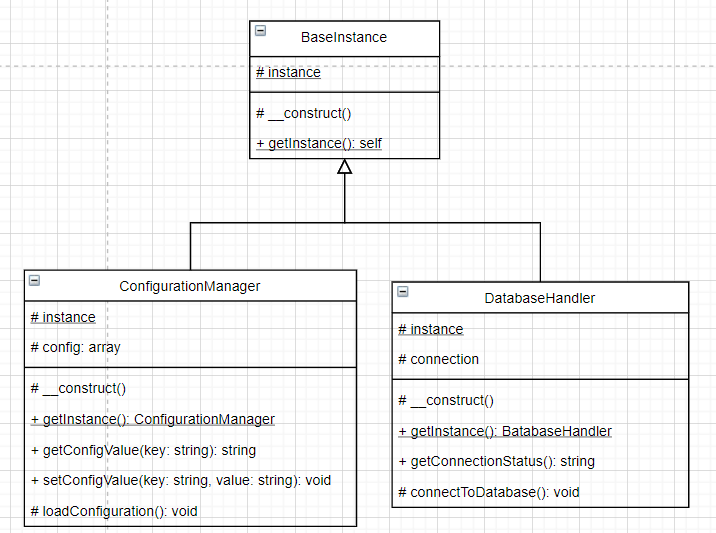 BaseInstance
# instance
# __construct()
+ getInstance(): self
ConfigurationManager
# instance
# config: array
# __construct()
+ getInstance(): ConfigurationManager
+ getConfigValue(key: string): string
+ setConfigValue(key: string, value: string): void
# loadConfiguration(): void
DatabaseHandler
# instance
# connection
# __construct()
+ getInstance(): BatabaseHandler
+ getConnectionStatus(): string
# connectToDatabase(): void